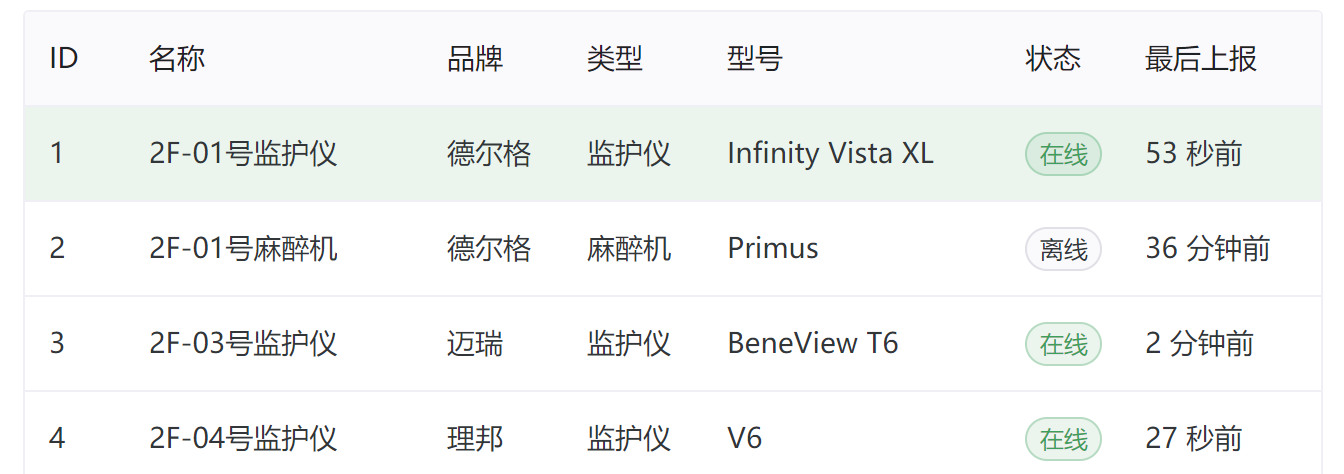 ID 名称 品牌 类型 型号 状态 最后上报
1 2F-01号监护仪 德尔格 监护仪 Infinity Vista XL 在线 53 秒前
2 2F-01号麻醉机 德尔格 麻醉机 Primus 离线 36 分钟前
3 2F-03号监护仪 迈瑞 监护仪 BeneView T6 在线 2 分钟前
4 2F-04号监护仪 理邦 监护仪 V6 在线 27 秒前